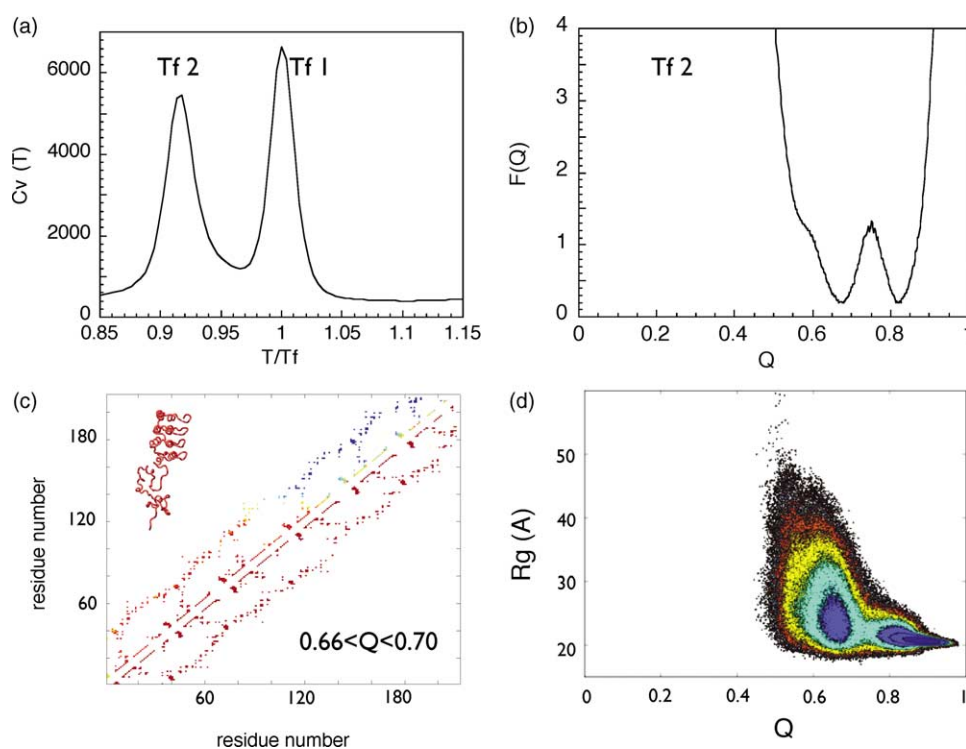 (a)
6000
4000
2000
0
Cv (T)
Tf 2
Tf 1
0.85
0.9
0.95
1
1.05
1.1
1.15
T/Tf
(b)
4
3
2
1
0
F(Q)
Tf 2
0
0.2
0.4
0.6
0.8
1
Q
(c)
180
120
60
residue number
0.66<Q<0.70
60
120
180
residue number
(d)
50
40
30
20
Rg (A)
0
0.2
0.4
0.6
0.8
1
Q